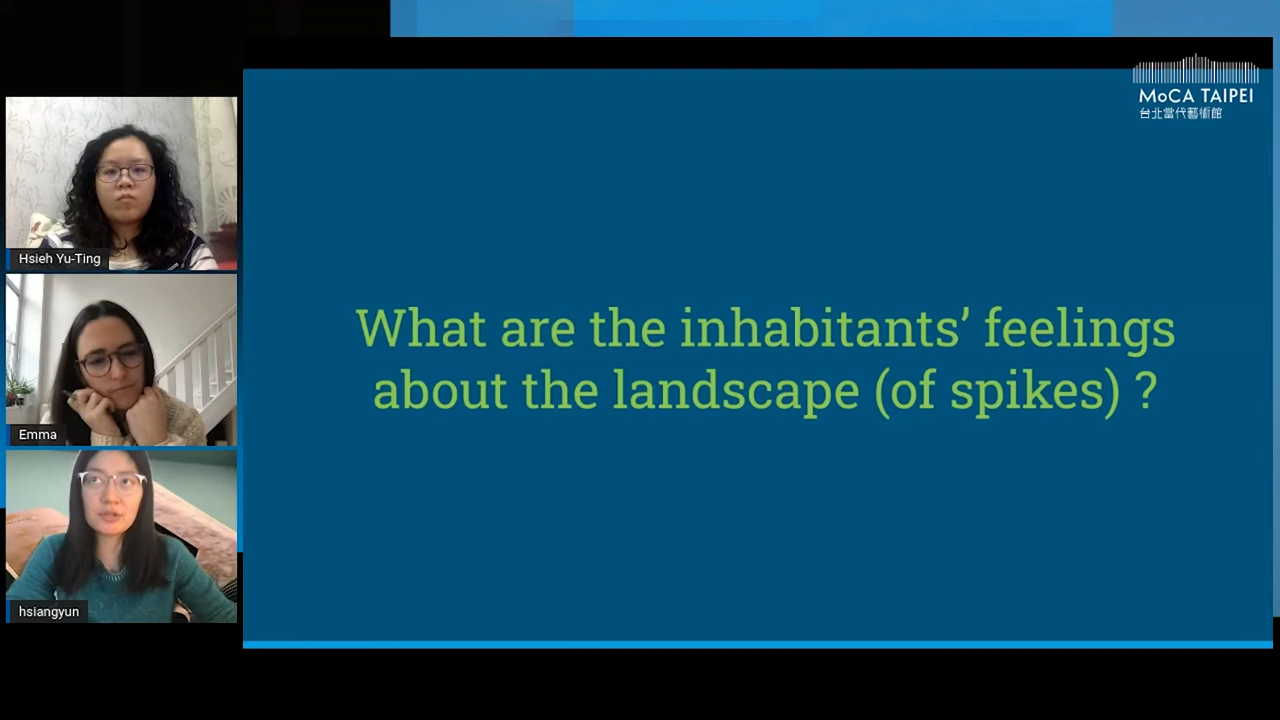 MoCA TAIPEI
台北當代藝術館
Hsieh Yu-Ting
Emma
hsiangyun
What are the inhabitants’ feelings
about the landscape (of spikes) ?